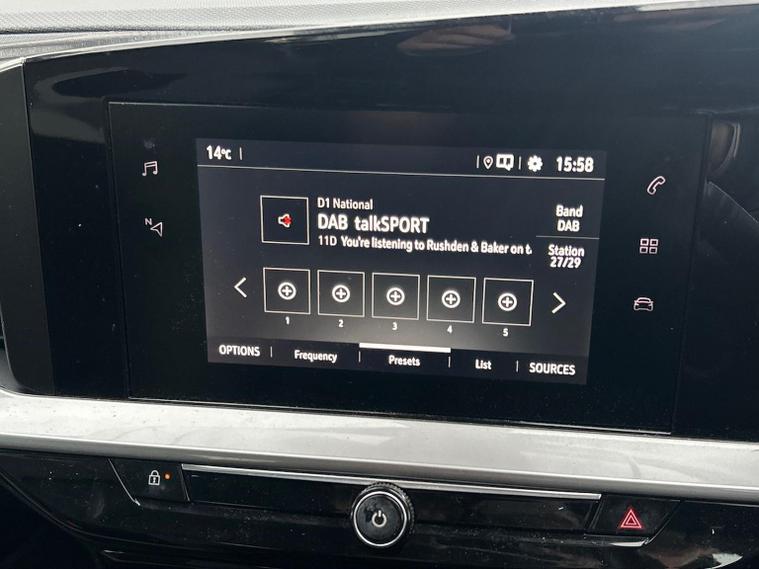 14°C
15:58
D1 National
DAB talkSPORT
11D You're listening to Rushden & Baker on t
Band
DAB
Station
27/29
1 2 3 4 5
OPTIONS Frequency Presets List SOURCES
N